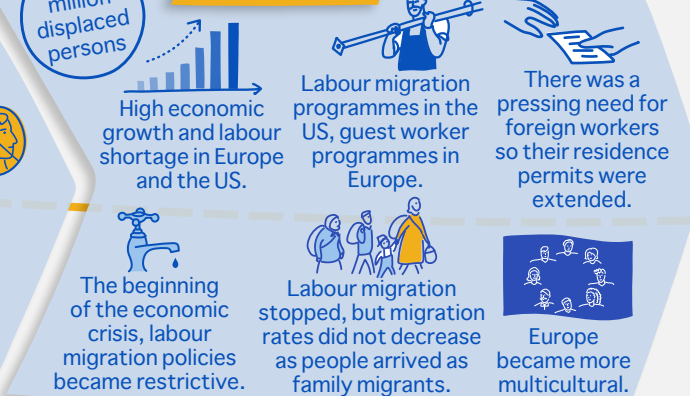 million
displaced
persons
High economic
growth and labour
shortage in Europe
and the US.
Labour migration
programmes in the
US, guest worker
programmes in
Europe.
There was a
pressing need for
foreign workers
so their residence
permits were
extended.
The beginning
of the economic
crisis, labour
migration policies
became restrictive.
Labour migration
stopped, but migration
rates did not decrease
as people arrived as
family migrants.
Europe
became more
multicultural.